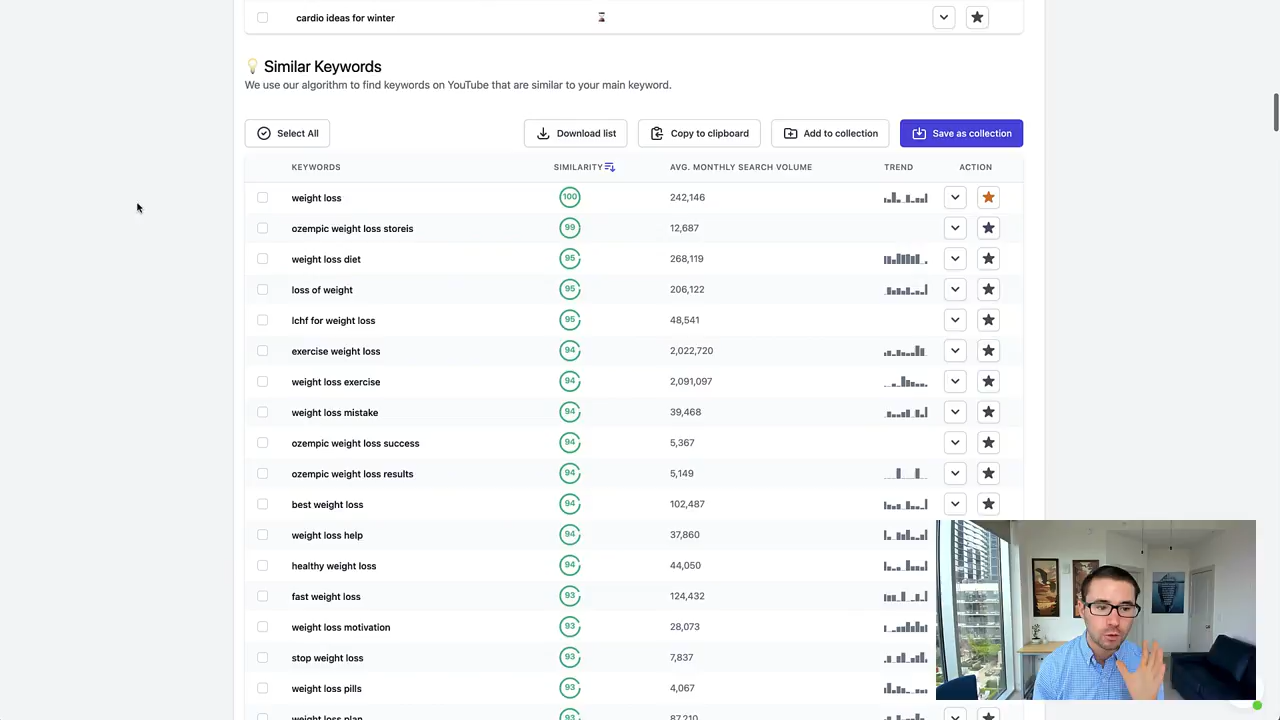 cardio ideas for winter
Similar Keywords
We use our algorithm to find keywords on YouTube that are similar to your main keyword.
Select All Download list Copy to clipboard Add to collection Save as collection
KEYWORDS SIMILARITY AVG. MONTHLY SEARCH VOLUME TREND ACTION
weight loss 100 242,146
ozempic weight loss storeis 99 12,687
weight loss diet 95 268,119
loss of weight 95 206,122
lchf for weight loss 95 48,541
exercise weight loss 94 2,022,720
weight loss exercise 94 2,091,097
weight loss mistake 94 39,468
ozempic weight loss success 94 5,367
ozempic weight loss results 94 5,149
best weight loss 94 102,487
weight loss help 94 37,860
healthy weight loss 94 44,050
fast weight loss 93 124,432
weight loss motivation 93 28,073
stop weight loss 93 7,837
weight loss pills 93 4,067
weight loss plan 93 87,210